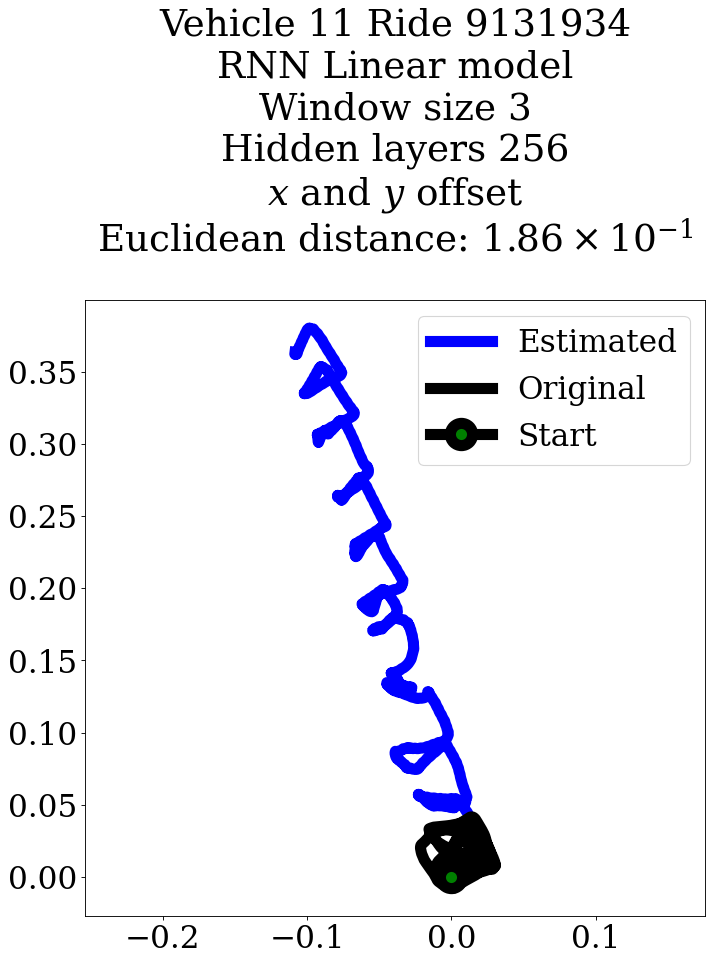 Vehicle 11 Ride 9131934
RNN Linear model
Window size 3
Hidden layers 256
x and y offset
Euclidean distance: 1.86 × 10⁻¹
Estimated
Original
Start
0.35
0.30
0.25
0.20
0.15
0.10
0.05
0.00
−0.2 −0.1 0.0 0.1